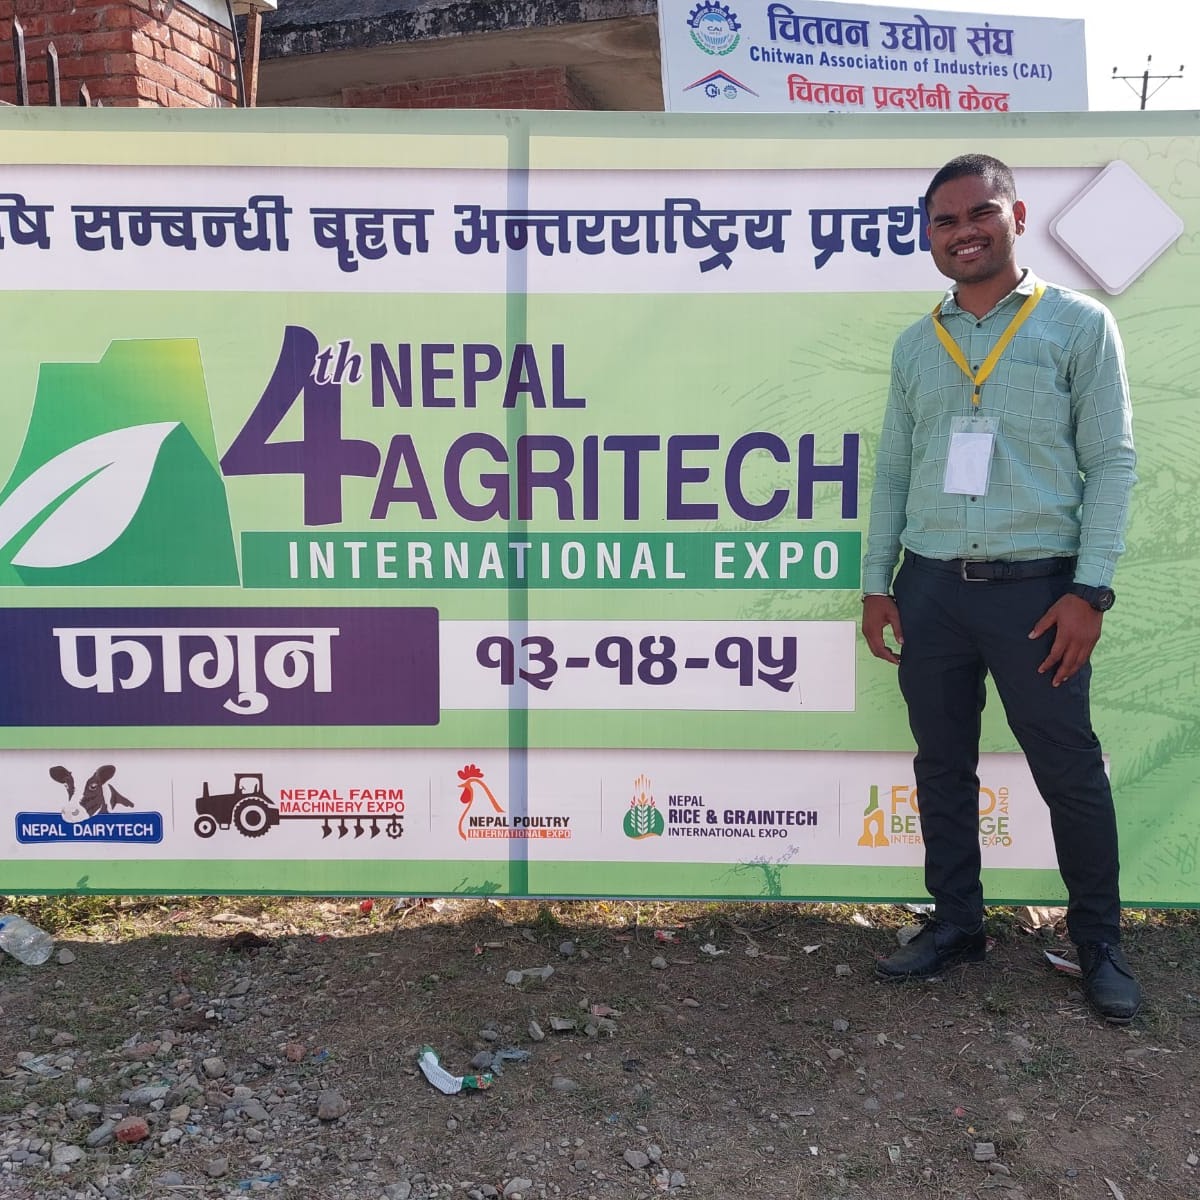 चितवन उद्योग संघ
Chitwan Association of Industries (CAI)
चितवन प्रदर्शनी केन्द्र
सम्बन्धी बृहत अन्तरराष्ट्रिय
4th NEPAL
AGRITECH
INTERNATIONAL EXPO
फागुन १३-१४-१५
NEPAL DAIRYTECH
NEPAL FARM
MACHINERY EXPO
NEPAL POULTRY
INTERNATIONAL EXPO
NEPAL
RICE & GRAINTECH
INTERNATIONAL EXPO
AND
EXPO